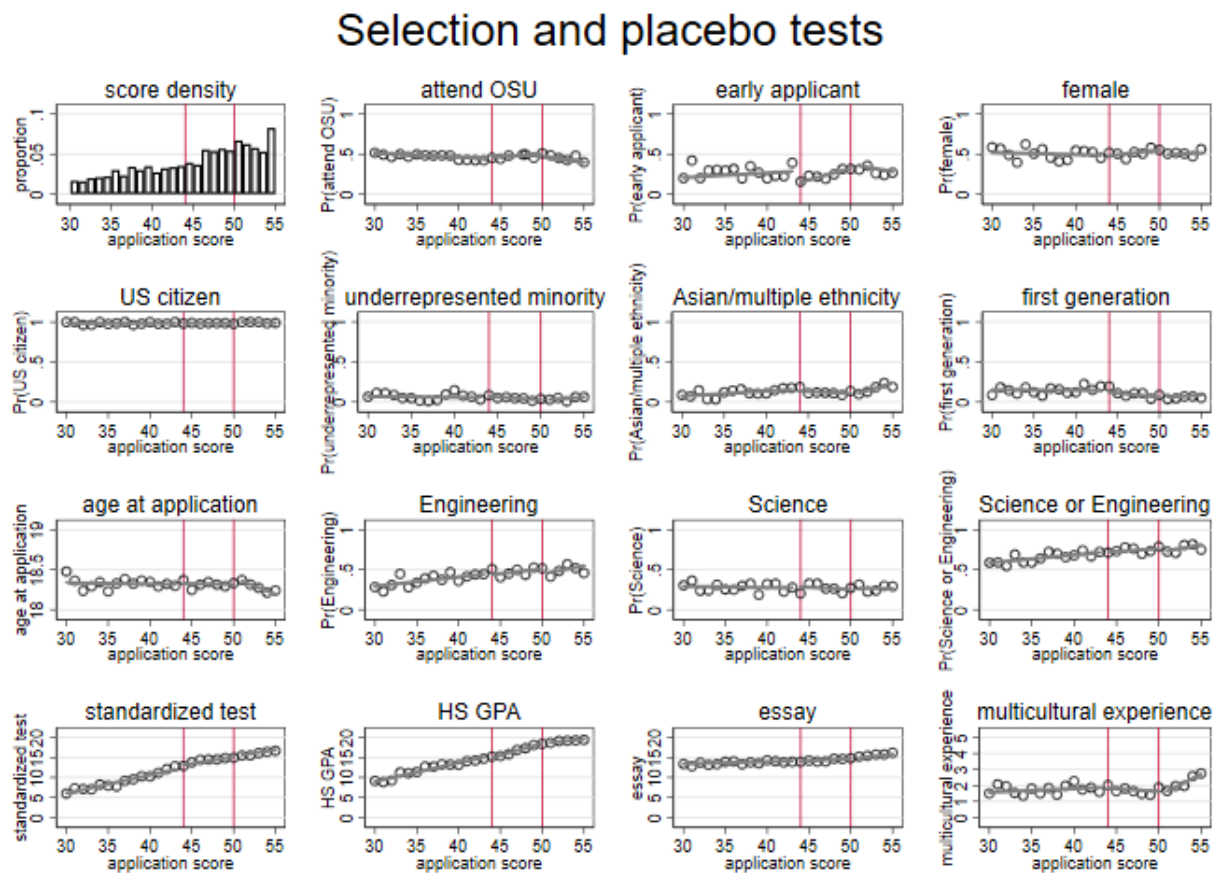 Selection and placebo tests
score density
proportion
0 .05 .1
30 35 40 45 50 55
application score
attend OSU
Pr(attend OSU)
0 .5 1
30 35 40 45 50 55
application score
early applicant
Pr(early applicant)
0 .5 1
30 35 40 45 50 55
application score
female
Pr(female)
0 .5 1
30 35 40 45 50 55
application score
US citizen
Pr(US citizen)
0 .5 1
30 35 40 45 50 55
application score
underrepresented minority
Pr(underrepresented minority)
0 .5 1
30 35 40 45 50 55
application score
Asian/multiple ethnicity
Pr(Asian/multiple ethnicity)
0 .5 1
30 35 40 45 50 55
application score
first generation
Pr(first generation)
0 .5 1
30 35 40 45 50 55
application score
age at application
age at application
18 18.5 19
30 35 40 45 50 55
application score
Engineering
Pr(Engineering)
0 .5 1
30 35 40 45 50 55
application score
Science
Pr(Science)
0 .5 1
30 35 40 45 50 55
application score
Science or Engineering
Pr(Science or Engineering)
0 .5 1
30 35 40 45 50 55
application score
standardized test
standardized test
0 5 10 15 20
30 35 40 45 50 55
application score
HS GPA
HS GPA
0 5 10 15 20
30 35 40 45 50 55
application score
essay
essay
0 5 10 15 20
30 35 40 45 50 55
application score
multicultural experience
multicultural experience
0 1 2 3 4 5
30 35 40 45 50 55
application score